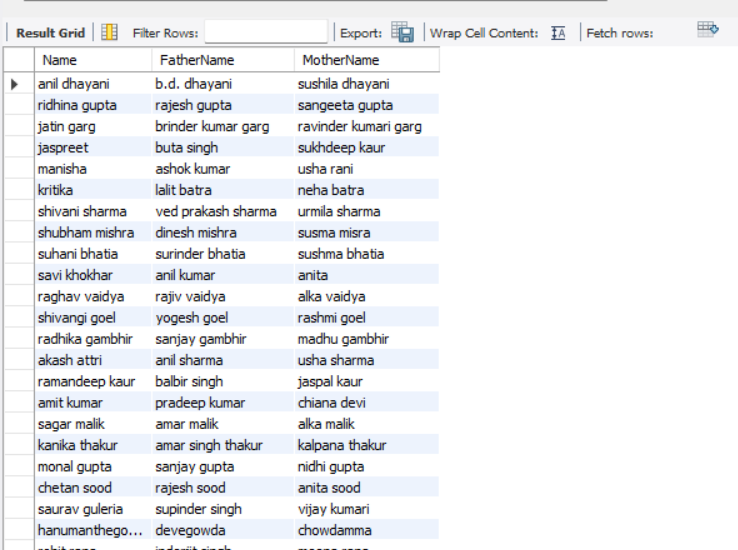 Result Grid Filter Rows: Export: Wrap Cell Content: Fetch rows:
Name FatherName MotherName
anil dhayani b.d. dhayani sushila dhayani
ridhina gupta rajesh gupta sangeeta gupta
jatin garg brinder kumar garg ravinder kumari garg
jaspreet buta singh sukhdeep kaur
manisha ashok kumar usha rani
kritika lalit batra neha batra
shivani sharma ved prakash sharma urmila sharma
shubham mishra dinesh mishra susma misra
suhani bhatia surinder bhatia sushma bhatia
savi khokhar anil kumar anita
raghav vaidya rajiv vaidya alka vaidya
shivangi goel yogesh goel rashmi goel
radhika gambhir sanjay gambhir madhu gambhir
akash attri anil sharma usha sharma
ramandeep kaur balbir singh jaspal kaur
amit kumar pradeep kumar chiana devi
sagar malik amar malik alka malik
kanika thakur amar singh thakur kalpana thakur
monal gupta sanjay gupta nidhi gupta
chetan sood rajesh sood anita sood
saurav guleria supinder singh vijay kumari
hanumanthego... devegowda chowdamma